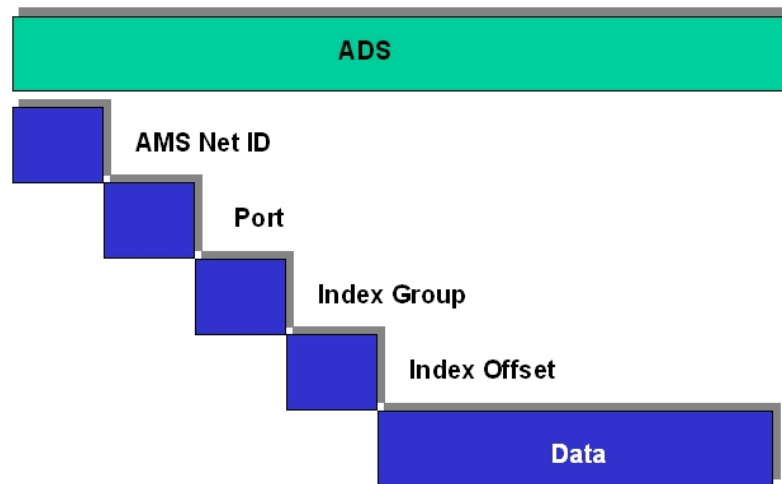 ADS
AMS Net ID
Port
Index Group
Index Offset
Data